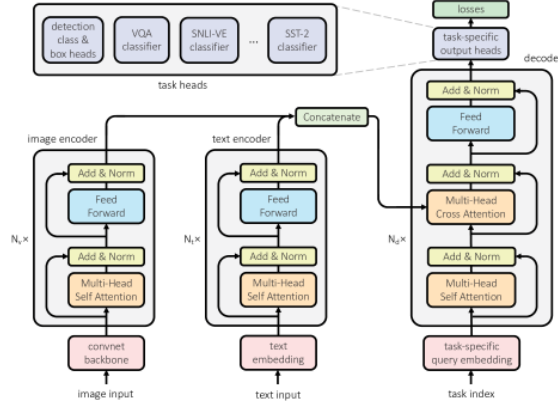 losses
detection
class &
box heads
VQA
classifier
SNLI-VE
classifier
...
SST-2
classifier
task-specific
output heads
task heads
decode
image encoder
text encoder
Concatenate
Add & Norm
Feed
Forward
Add & Norm
Multi-Head
Cross Attention
Add & Norm
Multi-Head
Self Attention
Add & Norm
Feed
Forward
Add & Norm
Multi-Head
Self Attention
Add & Norm
Feed
Forward
Add & Norm
Multi-Head
Self Attention
Nv×
Nt×
Nd×
convnet
backbone
text
embedding
task-specific
query embedding
image input
text input
task index